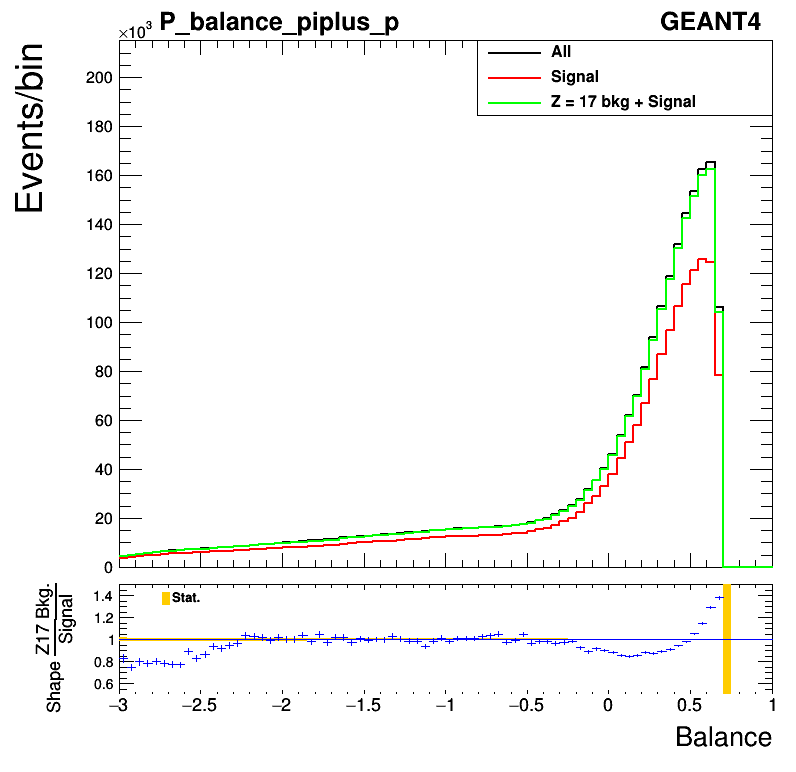 ×10³ P_balance_piplus_p GEANT4
Events/bin
All
Signal
Z = 17 bkg + Signal
200
180
160
140
120
100
80
60
40
20
0
Shape Z17 Bkg. / Signal
Stat.
1.4
1.2
1
0.8
0.6
−3 −2.5 −2 −1.5 −1 −0.5 0 0.5 1
Balance